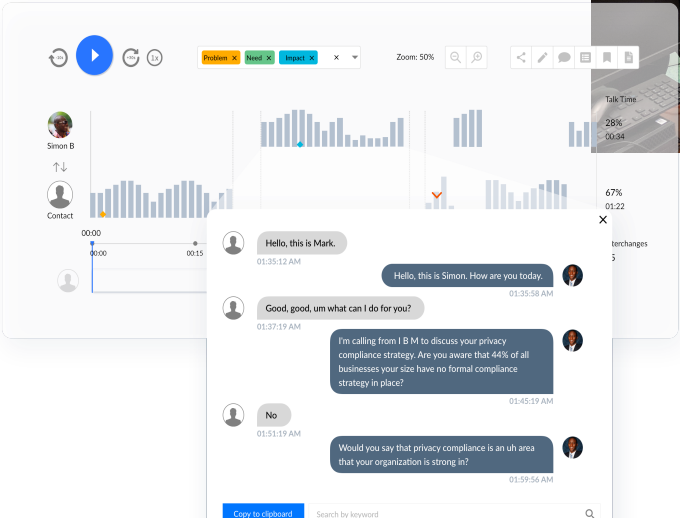 Problem ×
Need ×
Impact ×
×
Zoom: 50%
1x
Talk Time
28%
00:34
Simon B
Contact
67%
01:22
00:00
00:00
00:15
terchanges
5
×
Hello, this is Mark.
01:35:12 AM
Hello, this is Simon. How are you today.
01:35:58 AM
Good, good, um what can I do for you?
01:37:19 AM
I'm calling from I B M to discuss your privacy
compliance strategy. Are you aware that 44% of all
businesses your size have no formal compliance
strategy in place?
01:45:19 AM
No
01:51:19 AM
Would you say that privacy compliance is an uh area
that your organization is strong in?
01:59:56 AM
Copy to clipboard
Search by keyword